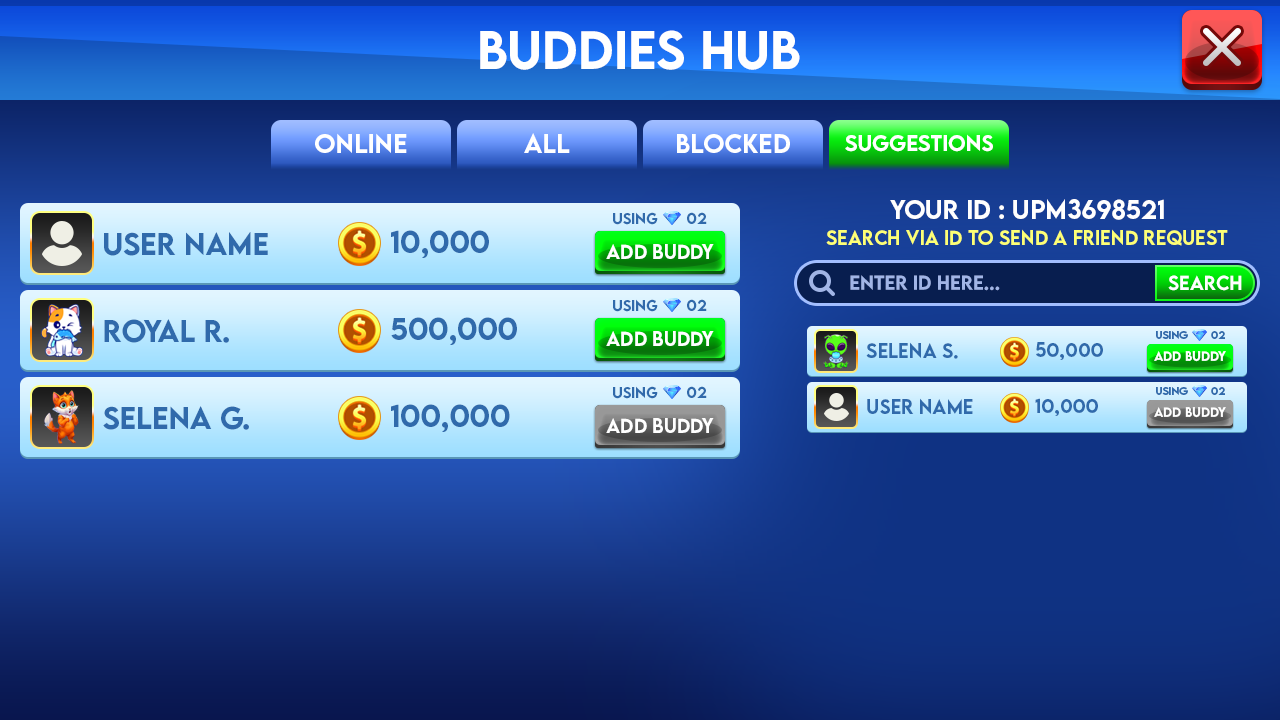 BUDDIES HUB
ONLINE
ALL
BLOCKED
SUGGESTIONS
USER NAME
10,000
USING 02
ADD BUDDY
ROYAL R.
500,000
USING 02
ADD BUDDY
SELENA G.
100,000
USING 02
ADD BUDDY
YOUR ID : UPM3698521
SEARCH VIA ID TO SEND A FRIEND REQUEST
ENTER ID HERE...
SEARCH
SELENA S.
50,000
USING 02
ADD BUDDY
USER NAME
10,000
USING 02
ADD BUDDY